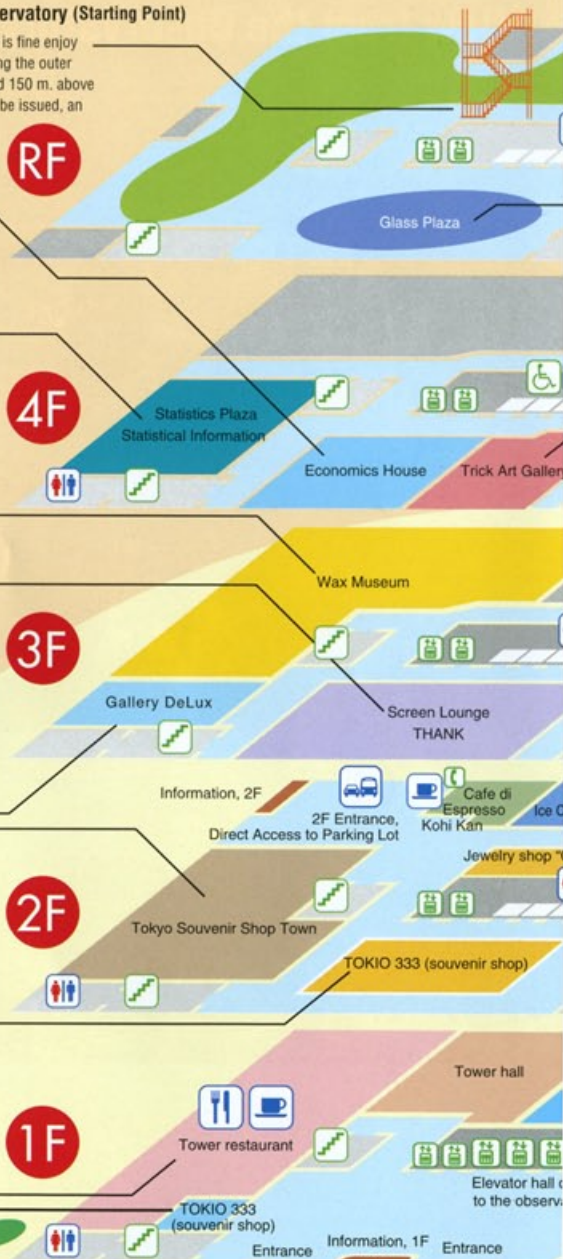 ervatory (Starting Point)
is fine enjoy
ng the outer
d 150 m. above
be issued, an
RF
Glass Plaza
4F
Statistics Plaza
Statistical Information
Economics House
Trick Art Gallery
3F
Wax Museum
Gallery DeLux
Screen Lounge
THANK
Information, 2F
2F Entrance,
Direct Access to Parking Lot
Cafe di
Espresso
Kohi Kan
Ice C
Jewelry shop "
2F
Tokyo Souvenir Shop Town
TOKIO 333 (souvenir shop)
1F
Tower hall
Tower restaurant
Elevator hall
to the observa
TOKIO 333
(souvenir shop)
Entrance
Information, 1F
Entrance